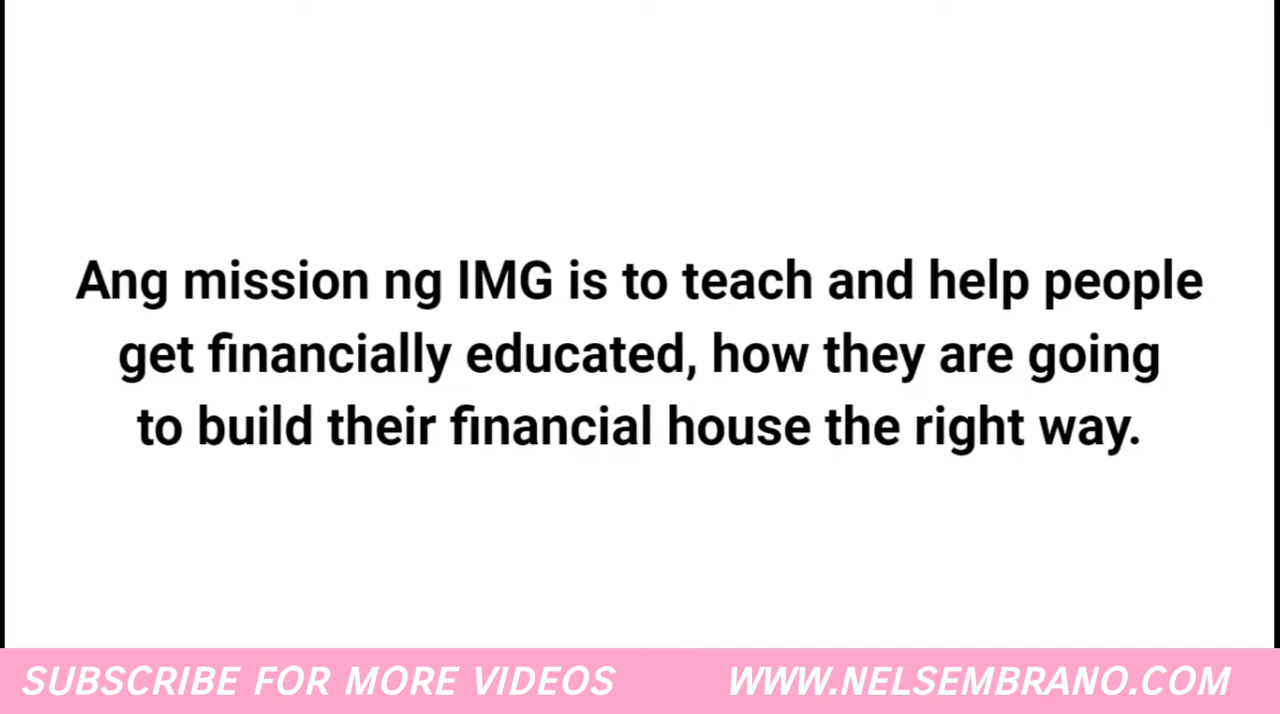 Ang mission ng IMG is to teach and help people
get financially educated, how they are going
to build their financial house the right way.
SUBSCRIBE FOR MORE VIDEOS
WWW.NELSEMBRANO.COM